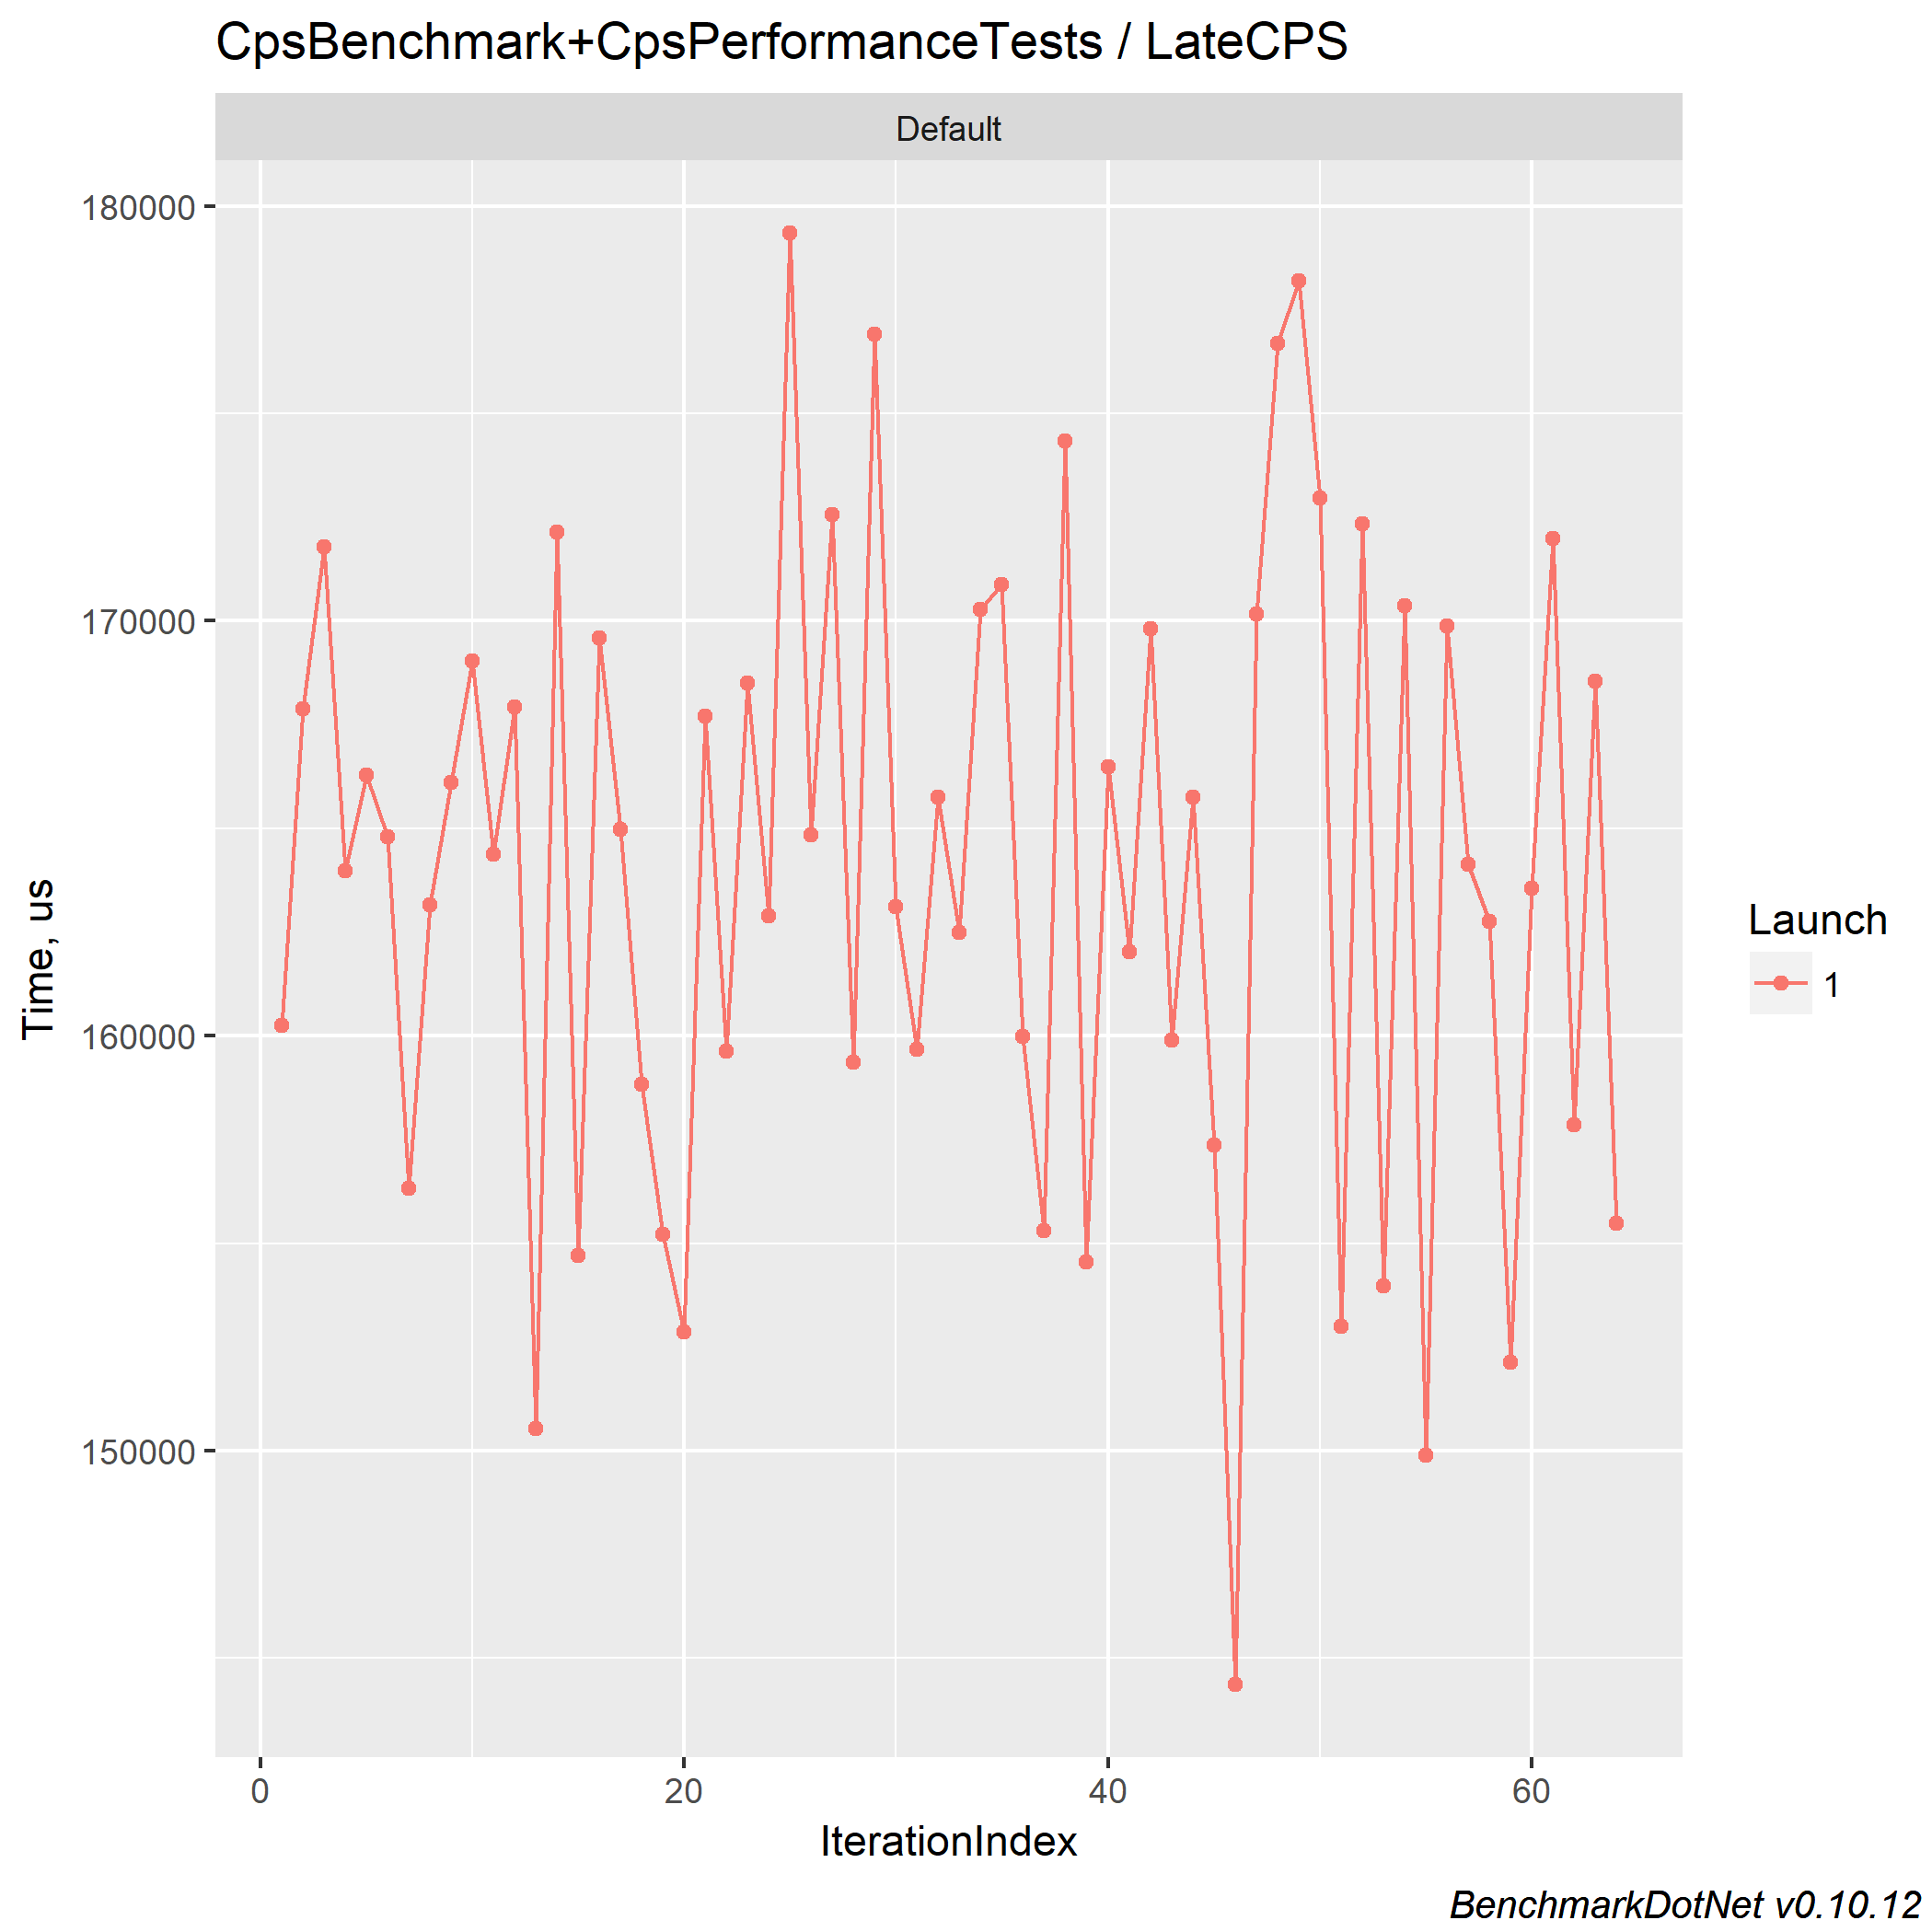 CpsBenchmark+CpsPerformanceTests / LateCPS
Default
180000
170000
160000
150000
Time, us
0 20 40 60
IterationIndex
Launch
1
BenchmarkDotNet v0.10.12